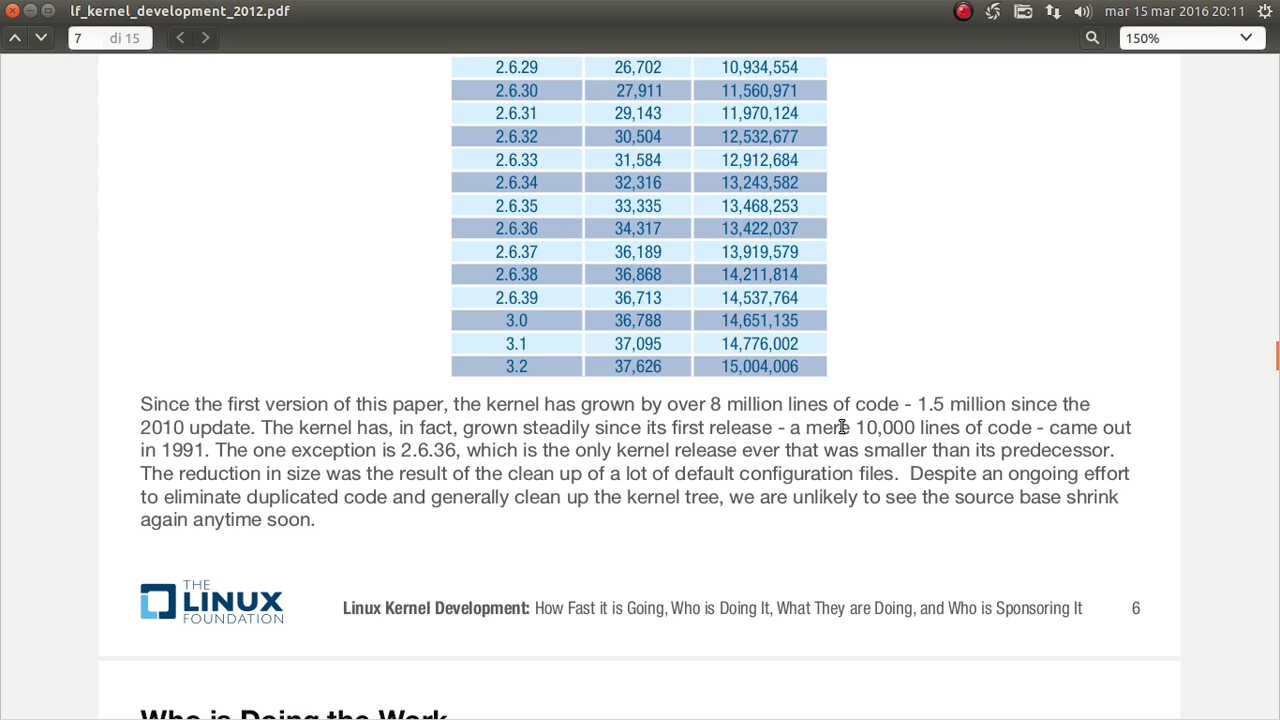 lf_kernel_development_2012.pdf
mar 15 mar 2016 20:11
7 di 15
150%
2.6.29 26,702 10,934,554
2.6.30 27,911 11,560,971
2.6.31 29,143 11,970,124
2.6.32 30,504 12,532,677
2.6.33 31,584 12,912,684
2.6.34 32,316 13,243,582
2.6.35 33,335 13,468,253
2.6.36 34,317 13,422,037
2.6.37 36,189 13,919,579
2.6.38 36,868 14,211,814
2.6.39 36,713 14,537,764
3.0 36,788 14,651,135
3.1 37,095 14,776,002
3.2 37,626 15,004,006
Since the first version of this paper, the kernel has grown by over 8 million lines of code - 1.5 million since the
2010 update. The kernel has, in fact, grown steadily since its first release - a mere 10,000 lines of code - came out
in 1991. The one exception is 2.6.36, which is the only kernel release ever that was smaller than its predecessor.
The reduction in size was the result of the clean up of a lot of default configuration files. Despite an ongoing effort
to eliminate duplicated code and generally clean up the kernel tree, we are unlikely to see the source base shrink
again anytime soon.
THE
LINUX
FOUNDATION
Linux Kernel Development: How Fast it is Going, Who is Doing It, What They are Doing, and Who is Sponsoring It 6
Who is Doing the Work